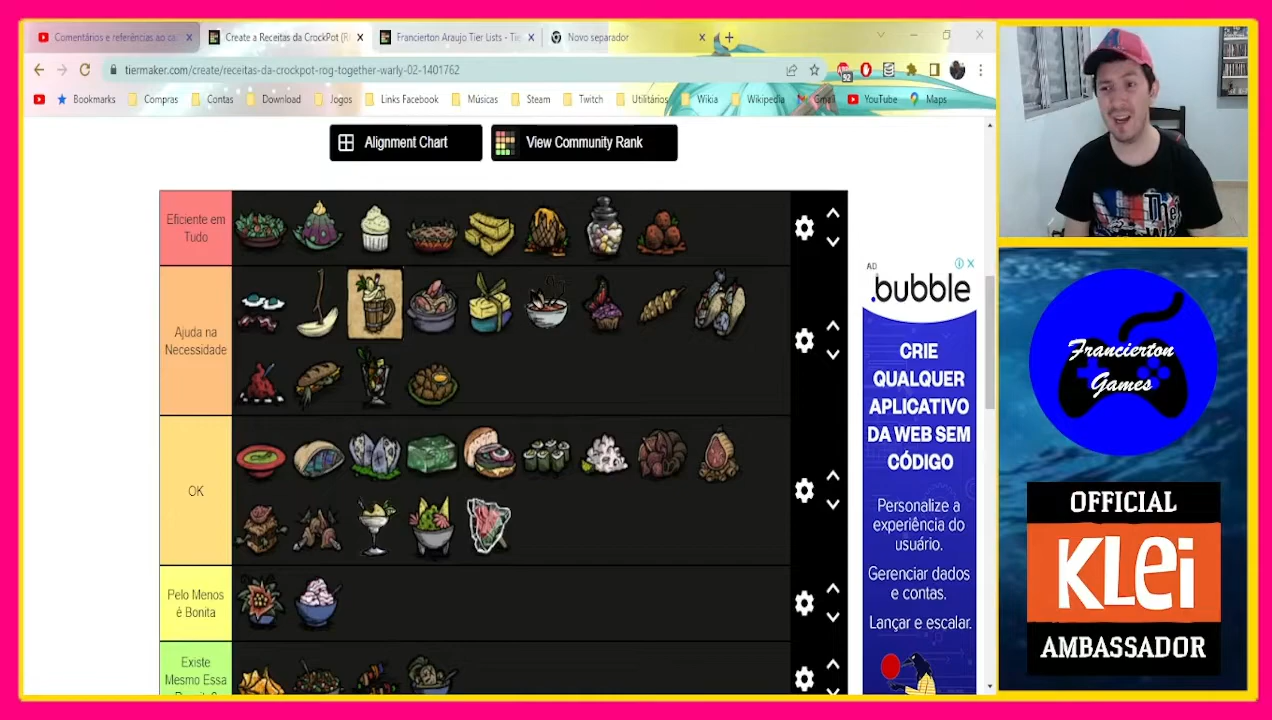 Comentários e referências ao ca
Create a Receitas da CrockPot (R
Francierton Araujo Tier Lists - Tie
Novo separador
tiermaker.com/create/receitas-da-crockpot-rog-together-warly-02-1401762
92
Bookmarks
Compras
Contas
Download
Jogos
Links Facebook
Músicas
Steam
Twitch
Utilitários
Wikia
Wikipedia
Gmail
YouTube
Maps
Alignment Chart
View Community Rank
Eficiente em
Tudo
Ajuda na
Necessidade
OK
Pelo Menos
é Bonita
Existe
Mesmo Essa
AD
.bubble
CRIE
QUALQUER
APLICATIVO
DA WEB SEM
CÓDIGO
Personalize a
experiência do
usuário.
Gerenciar dados
e contas.
Lançar e escalar.
Francierton
Games
OFFICIAL
KLEi
AMBASSADOR